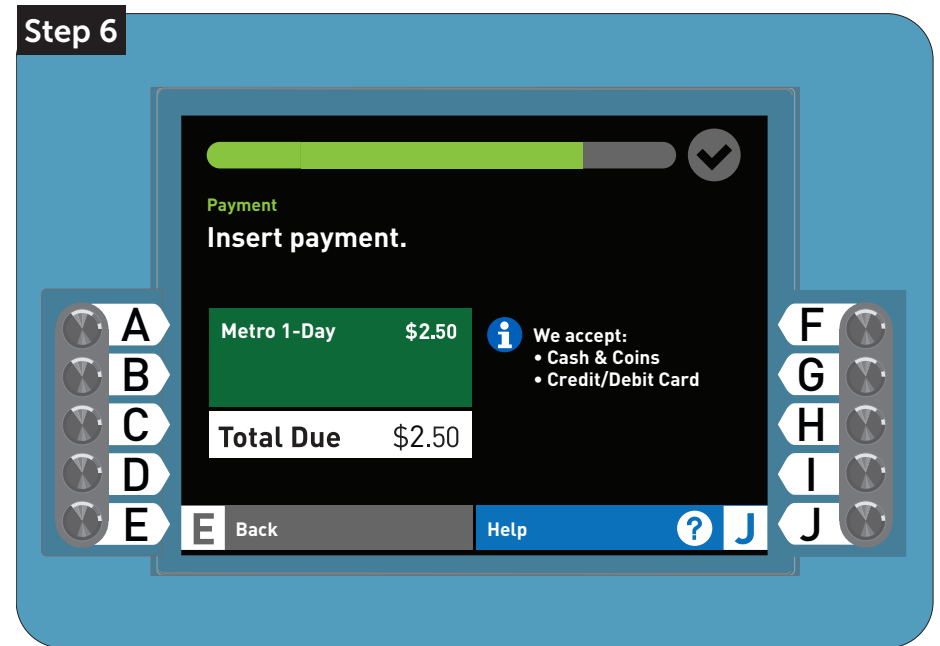 Step 6
Payment
Insert payment.
Metro 1-Day $2.50
Total Due $2.50
We accept:
• Cash & Coins
• Credit/Debit Card
A
B
C
D
E
F
G
H
I
J
E Back
Help ? J